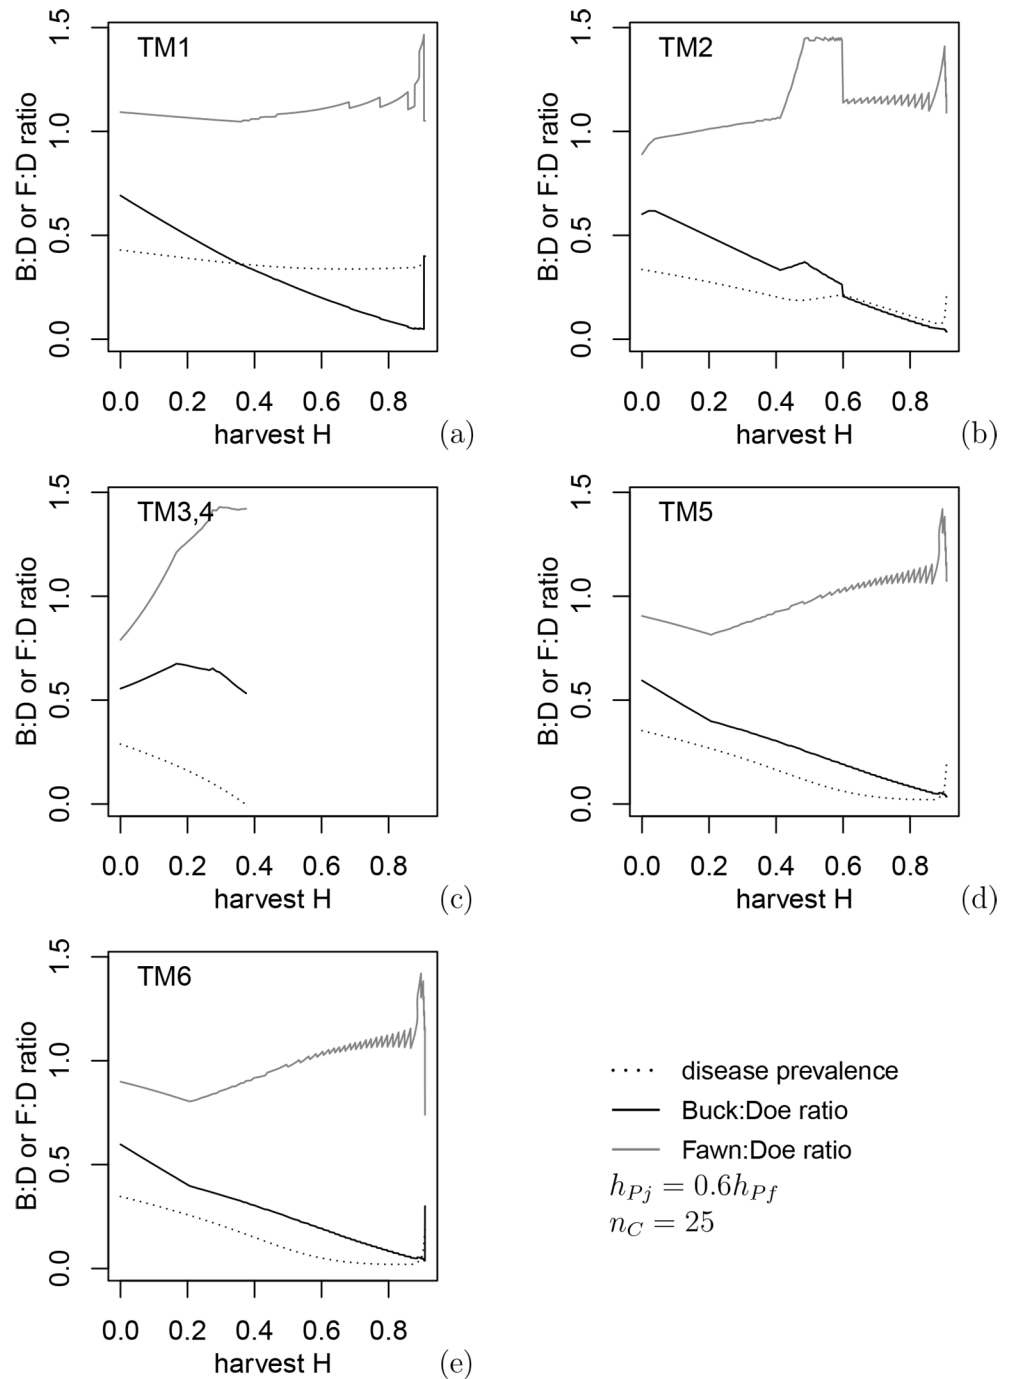 TM1
B:D or F:D ratio
0.0 0.5 1.0 1.5
0.0 0.2 0.4 0.6 0.8
harvest H
(a)
TM2
B:D or F:D ratio
0.0 0.5 1.0 1.5
0.0 0.2 0.4 0.6 0.8
harvest H
(b)
TM3,4
B:D or F:D ratio
0.0 0.5 1.0 1.5
0.0 0.2 0.4 0.6 0.8
harvest H
(c)
TM5
B:D or F:D ratio
0.0 0.5 1.0 1.5
0.0 0.2 0.4 0.6 0.8
harvest H
(d)
TM6
B:D or F:D ratio
0.0 0.5 1.0 1.5
0.0 0.2 0.4 0.6 0.8
harvest H
(e)
disease prevalence
Buck:Doe ratio
Fawn:Doe ratio
h_{Pj} = 0.6h_{Pf}
n_C = 25